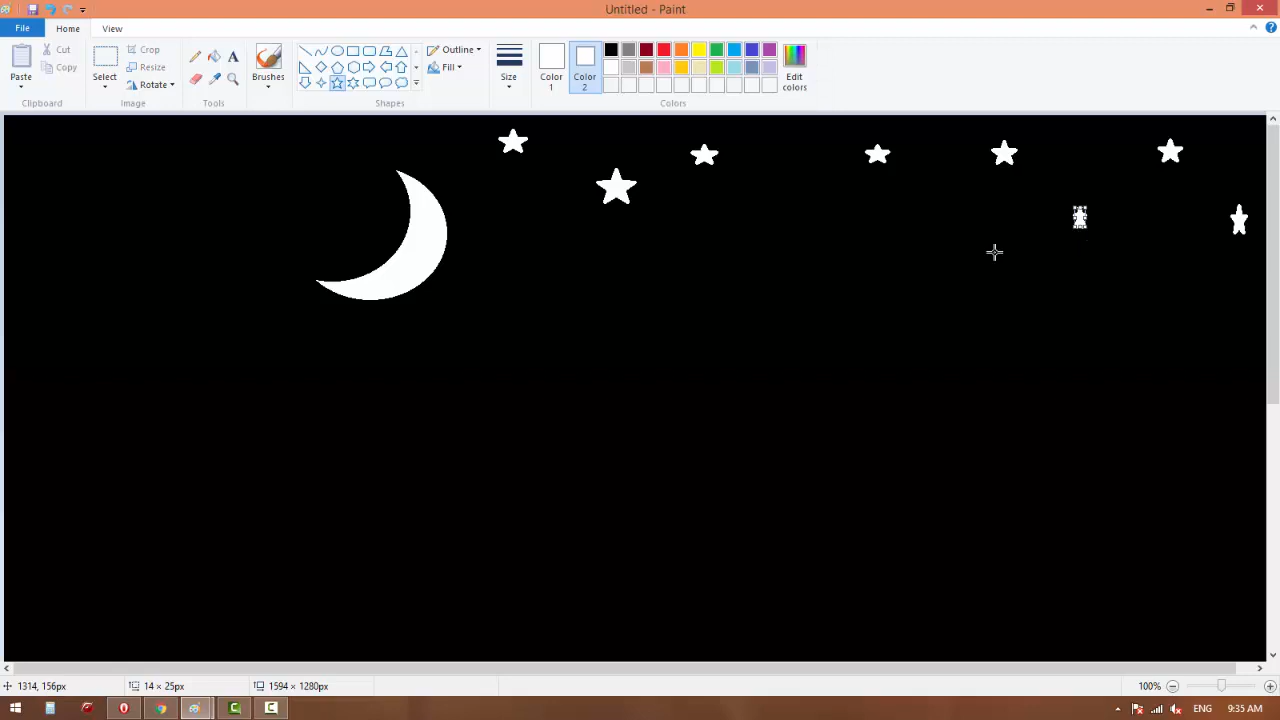 Untitled - Paint
File Home View
Paste
Cut
Copy
Clipboard
Select
Crop
Resize
Rotate
Image
A
Tools
Brushes
Outline
Fill
Shapes
Size
Color
1
Color
2
Edit
colors
Colors
1314, 156px 14 × 25px 1594 × 1280px 100%
ENG 9:35 AM